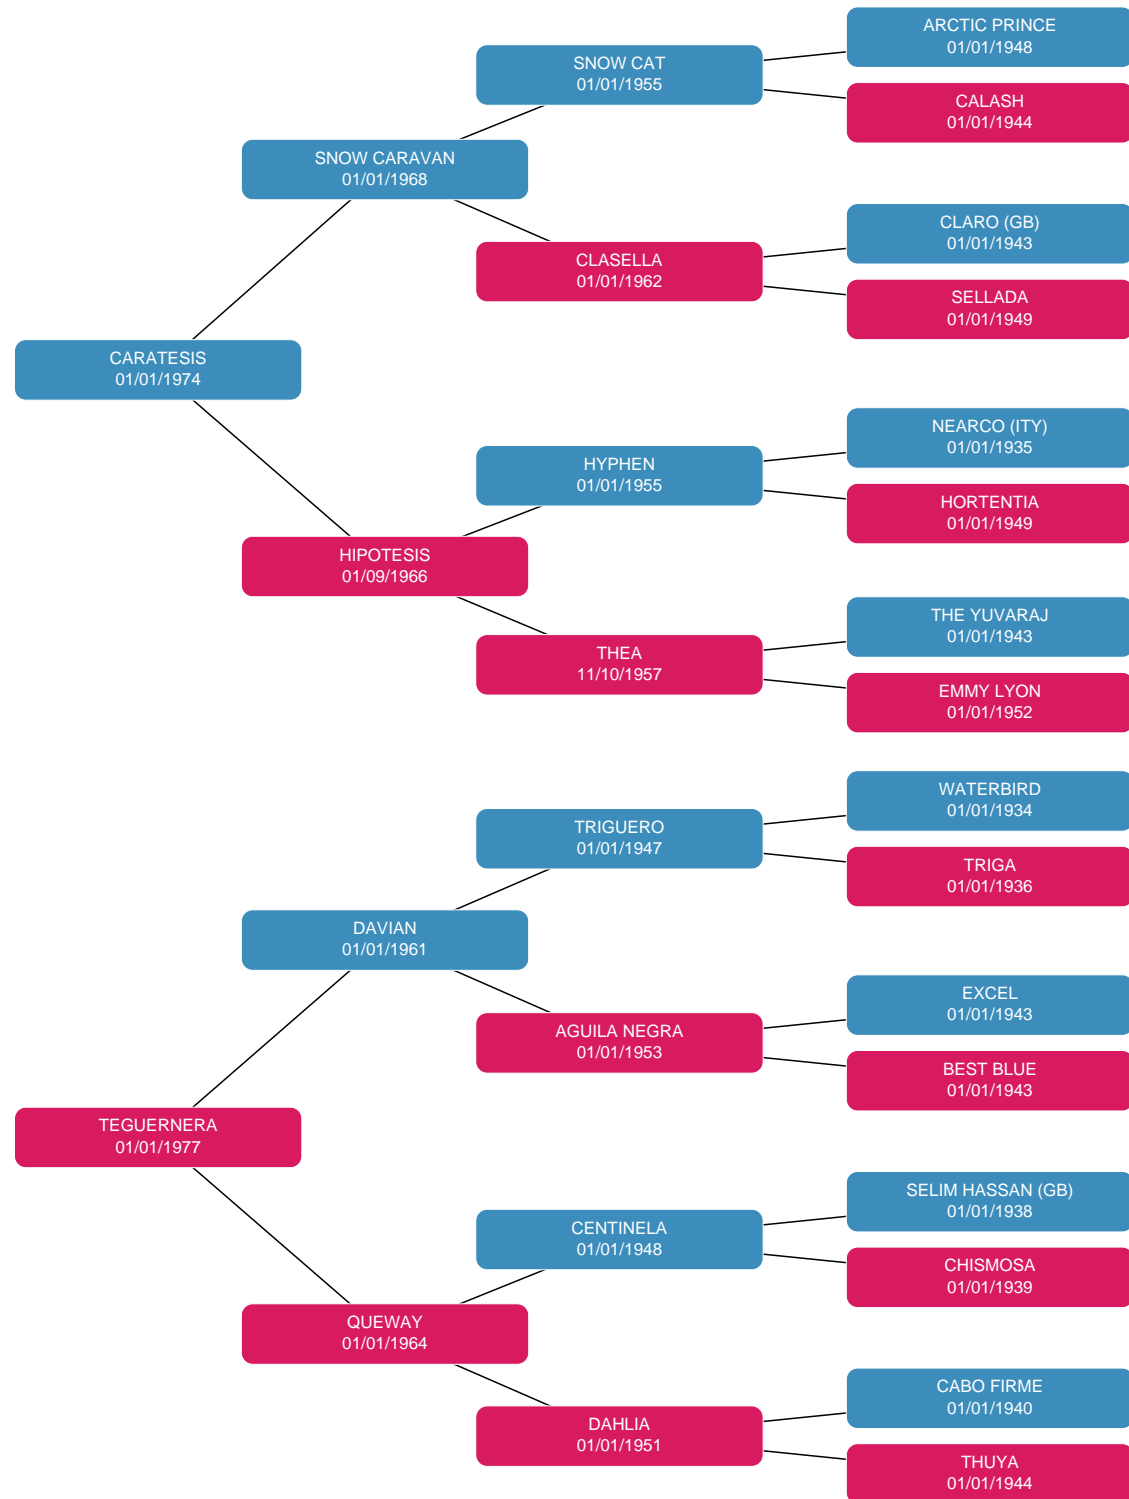 ARCTIC PRINCE
01/01/1948
SNOW CAT
01/01/1955
CALASH
01/01/1944
SNOW CARAVAN
01/01/1968
CLARO (GB)
01/01/1943
CLASELLA
01/01/1962
SELLADA
01/01/1949
CARATESIS
01/01/1974
NEARCO (ITY)
01/01/1935
HYPHEN
01/01/1955
HORTENTIA
01/01/1949
HIPOTESIS
01/09/1966
THE YUVARAJ
01/01/1943
THEA
11/10/1957
EMMY LYON
01/01/1952
WATERBIRD
01/01/1934
TRIGUERO
01/01/1947
TRIGA
01/01/1936
DAVIAN
01/01/1961
EXCEL
01/01/1943
AGUILA NEGRA
01/01/1953
BEST BLUE
01/01/1943
TEGUERNERA
01/01/1977
SELIM HASSAN (GB)
01/01/1938
CENTINELA
01/01/1948
CHISMOSA
01/01/1939
QUEWAY
01/01/1964
CABO FIRME
01/01/1940
DAHLIA
01/01/1951
THUYA
01/01/1944